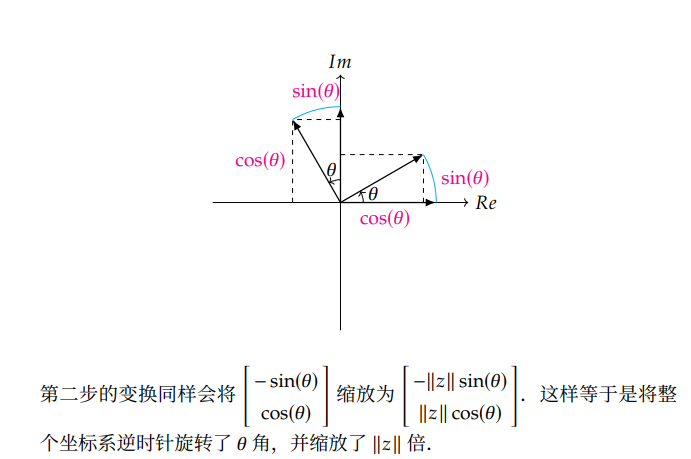 Im
sin(θ)
cos(θ)
θ
θ
sin(θ)
Re
cos(θ)
第二步的变换同样会将 [−sin(θ) cos(θ)] 缩放为 [−‖z‖ sin(θ) ‖z‖ cos(θ)]．这样等于是将整
个坐标系逆时针旋转了 θ 角，并缩放了 ‖z‖ 倍．